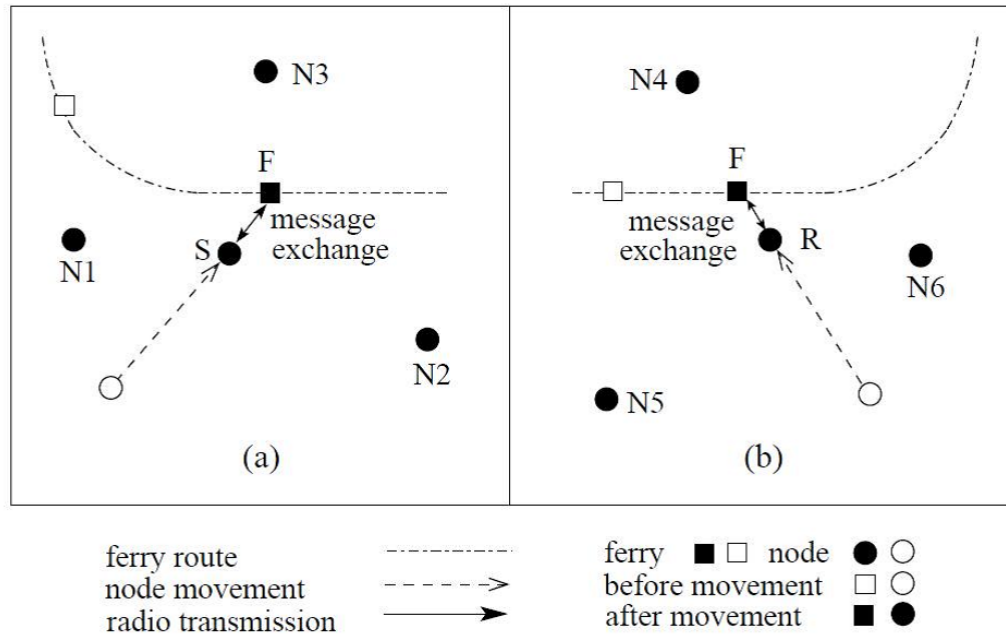 N3
F
message
exchange
S
N1
N2
(a)
N4
F
message
exchange
R
N6
N5
(b)
ferry route
node movement
radio transmission
ferry node
before movement
after movement